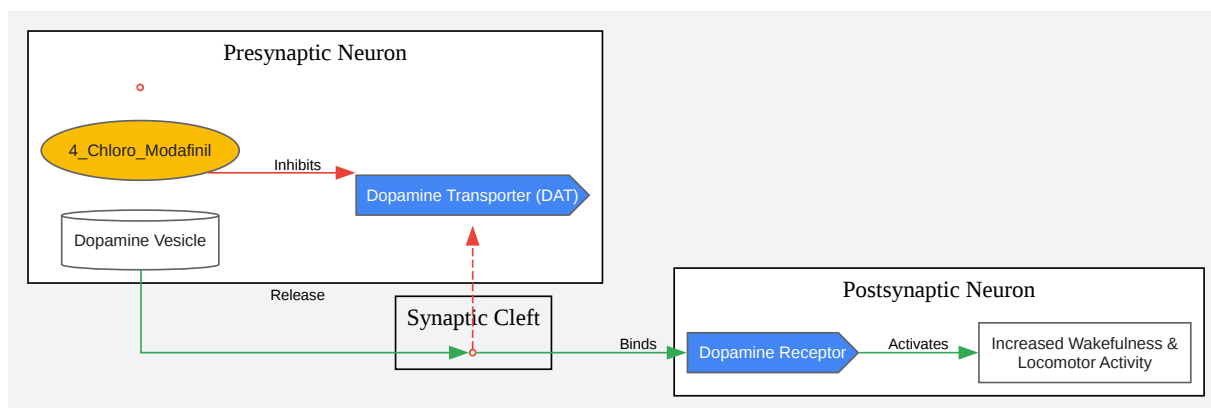 Presynaptic Neuron
4_Chloro_Modafinil
Inhibits
Dopamine Transporter (DAT)
Dopamine Vesicle
Release
Synaptic Cleft
Postsynaptic Neuron
Binds
Dopamine Receptor
Activates
Increased Wakefulness &
Locomotor Activity